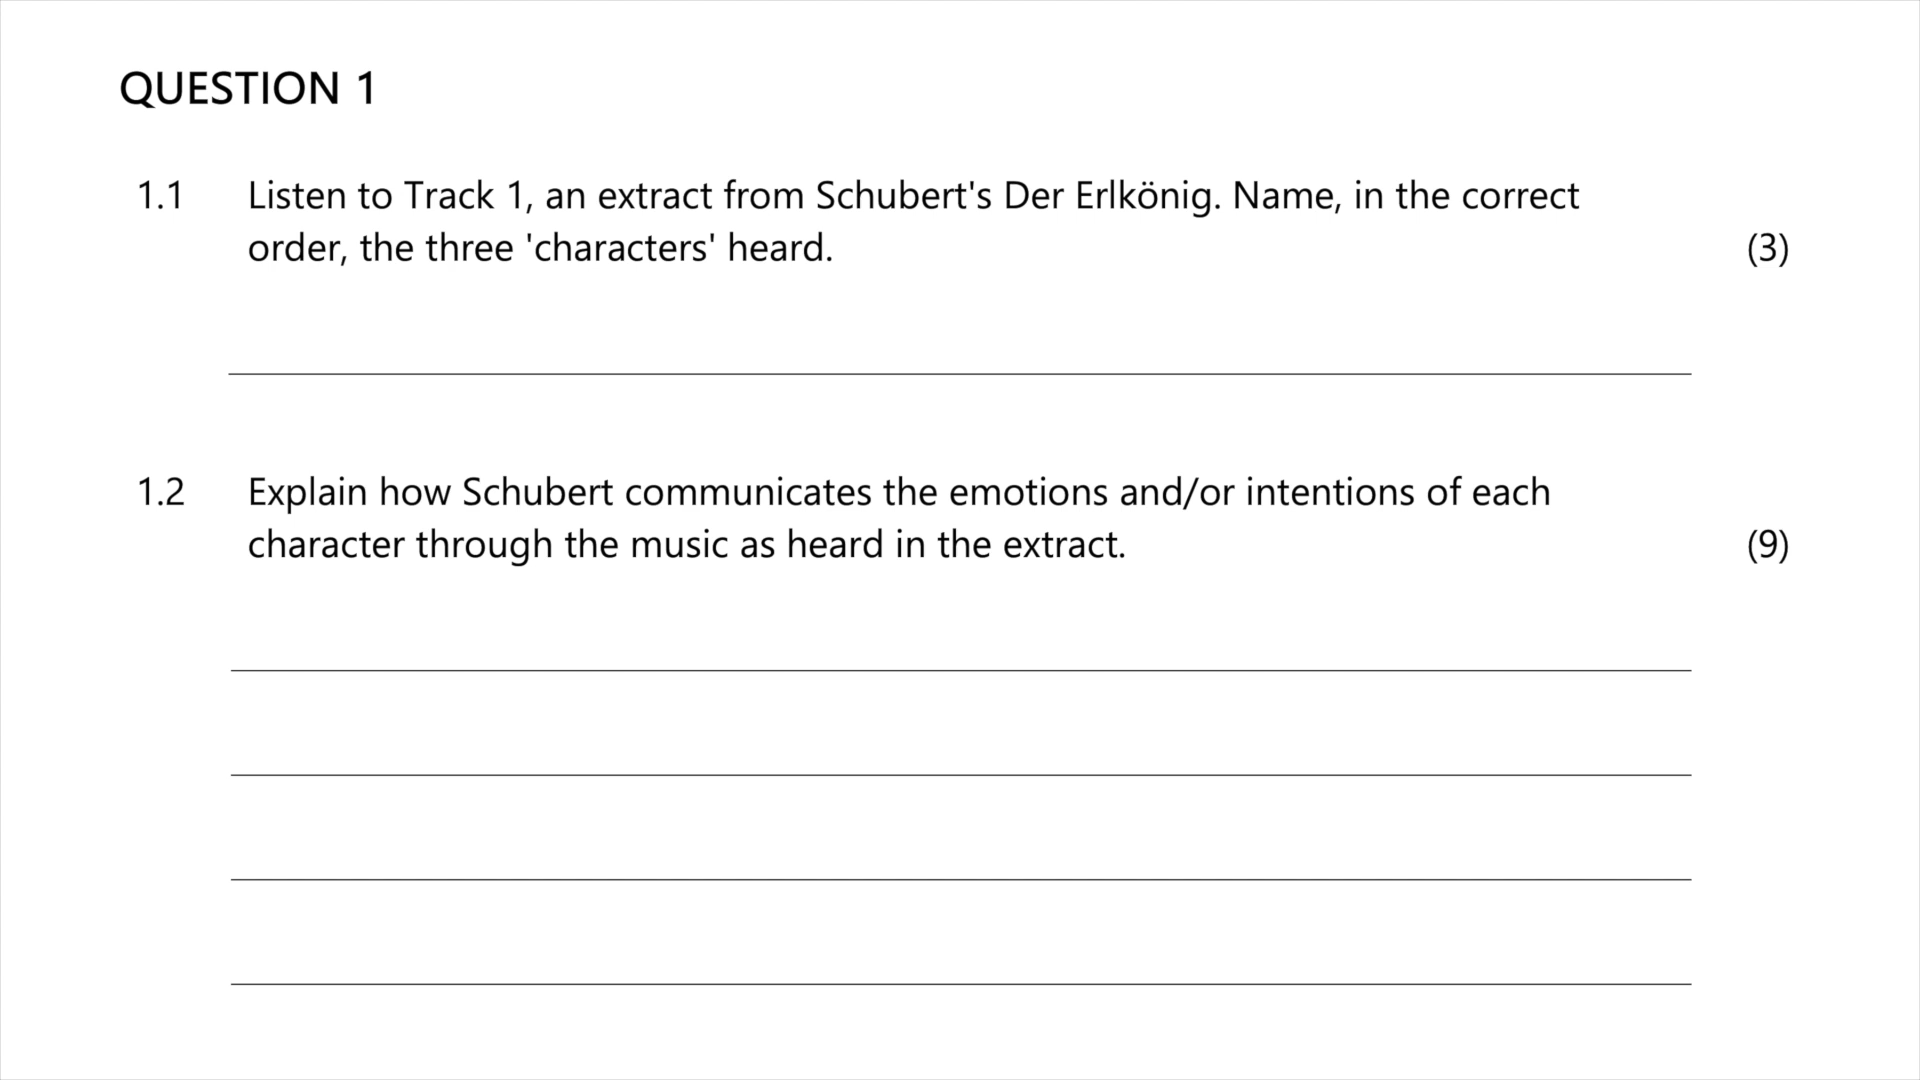 QUESTION 1
1.1 Listen to Track 1, an extract from Schubert's Der Erlkönig. Name, in the correct
order, the three 'characters' heard. (3)
1.2 Explain how Schubert communicates the emotions and/or intentions of each
character through the music as heard in the extract. (9)